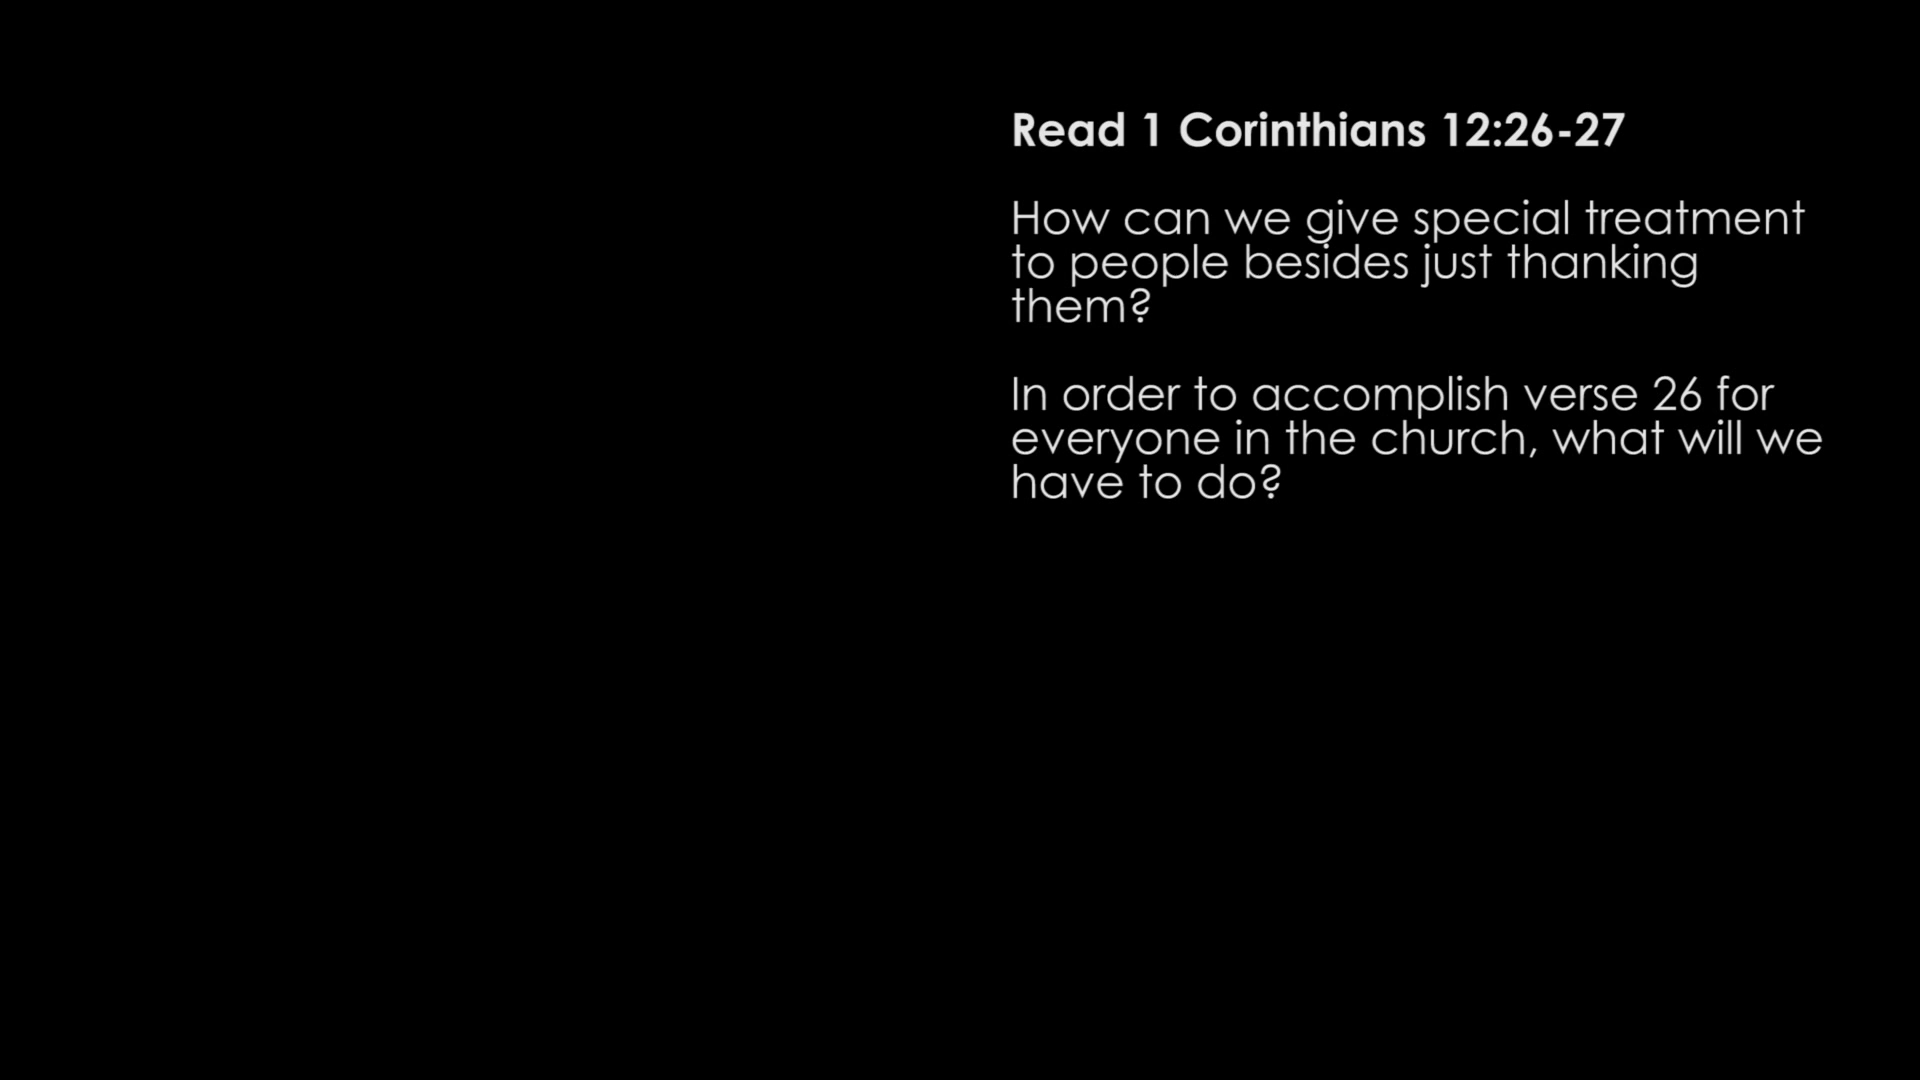 Read 1 Corinthians 12:26-27
How can we give special treatment
to people besides just thanking
them?
In order to accomplish verse 26 for
everyone in the church, what will we
have to do?